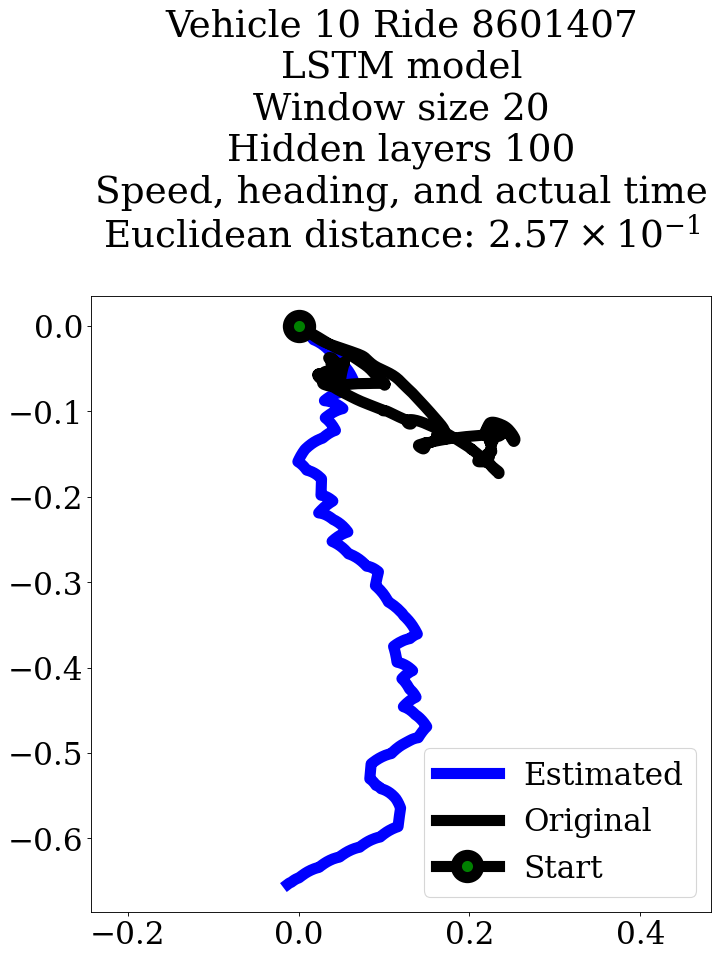 Vehicle 10 Ride 8601407
LSTM model
Window size 20
Hidden layers 100
Speed, heading, and actual time
Euclidean distance: 2.57 × 10⁻¹
0.0
−0.1
−0.2
−0.3
−0.4
−0.5
−0.6
Estimated
Original
Start
−0.2 0.0 0.2 0.4